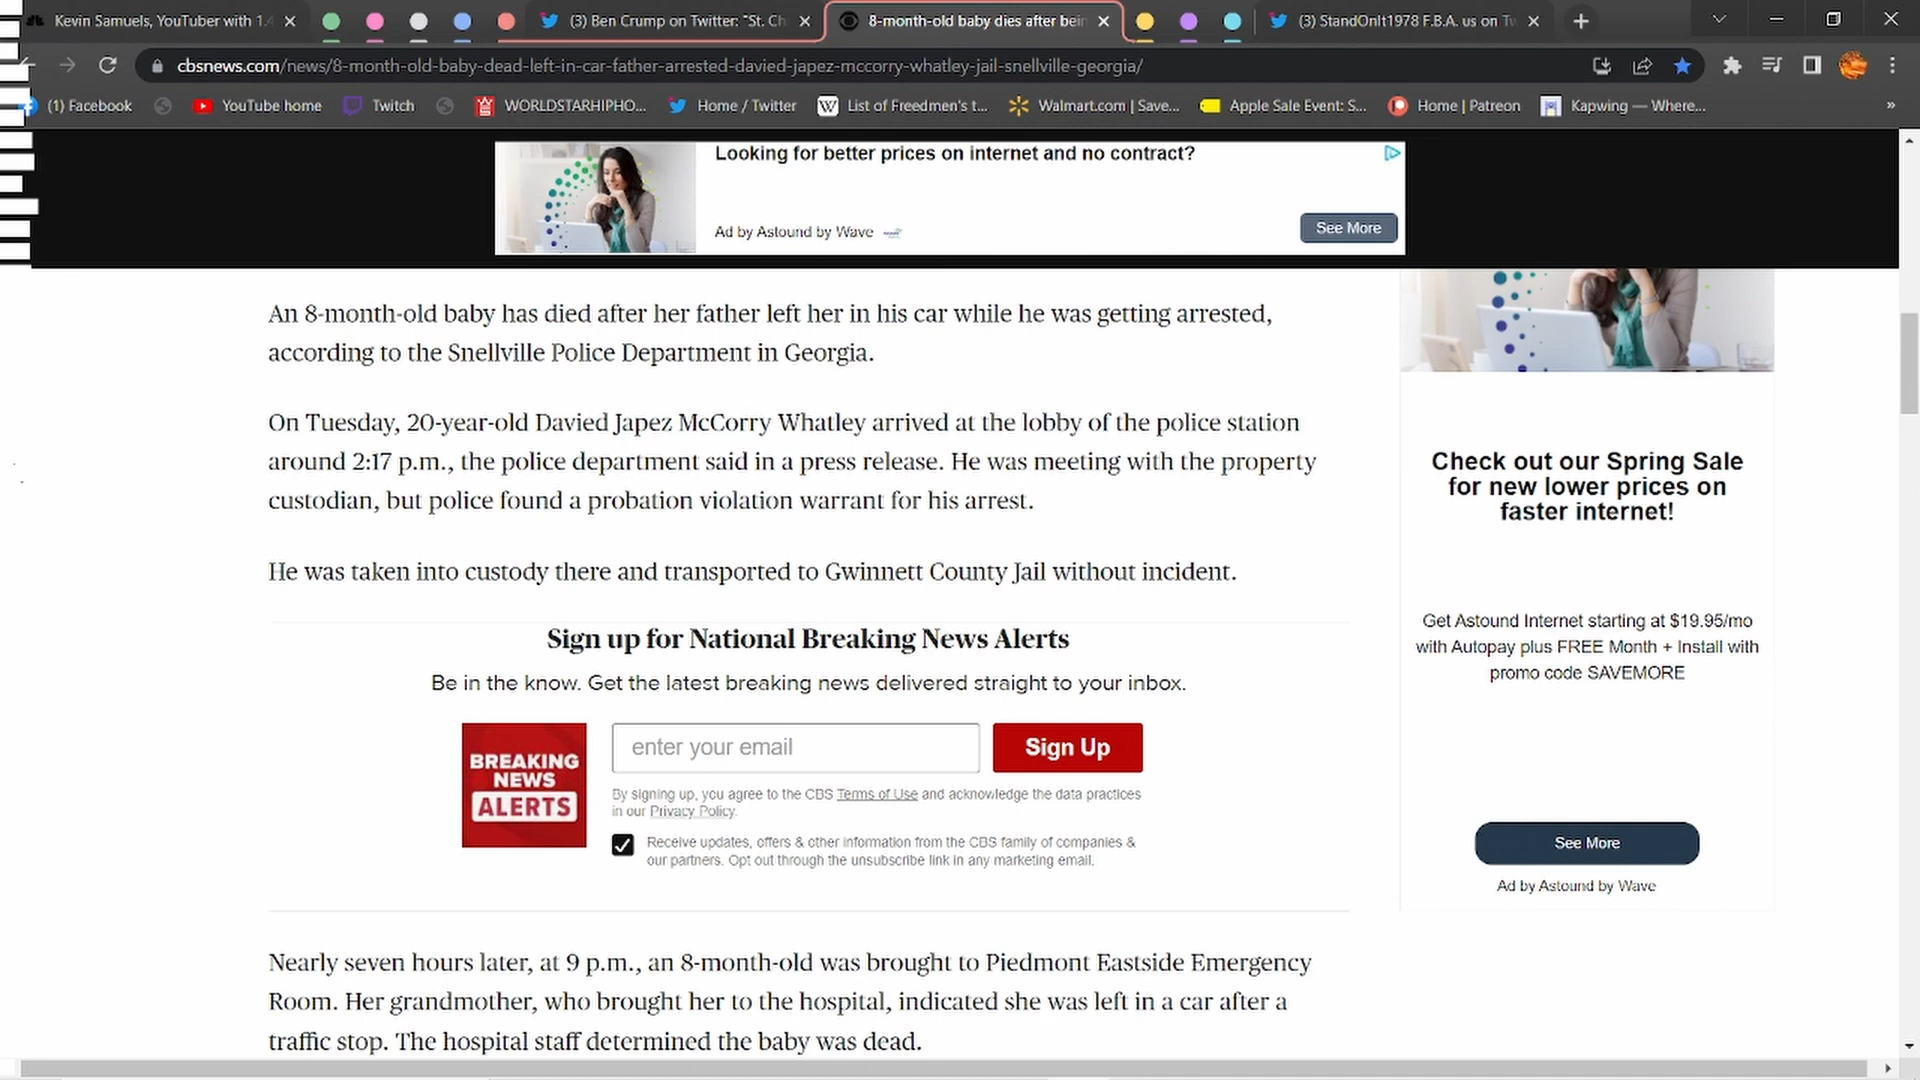 Kevin Samuels, YouTuber with 1.4
(3) Ben Crump on Twitter: "St. Ch
8-month-old baby dies after bein
(3) StandOnIt1978 F.B.A. us on Tw
cbsnews.com/news/8-month-old-baby-dead-left-in-car-father-arrested-davied-japez-mccorry-whatley-jail-snellville-georgia/
(1) Facebook
YouTube home
Twitch
WORLDSTARHIPHO...
Home / Twitter
List of Freedmen's t...
Walmart.com | Save...
Apple Sale Event: S...
Home | Patreon
Kapwing — Where...
»
Looking for better prices on internet and no contract?
Ad by Astound by Wave
See More
An 8-month-old baby has died after her father left her in his car while he was getting arrested,
according to the Snellville Police Department in Georgia.
On Tuesday, 20-year-old Davied Japez McCorry Whatley arrived at the lobby of the police station
around 2:17 p.m., the police department said in a press release. He was meeting with the property
custodian, but police found a probation violation warrant for his arrest.
He was taken into custody there and transported to Gwinnett County Jail without incident.
Sign up for National Breaking News Alerts
Be in the know. Get the latest breaking news delivered straight to your inbox.
BREAKING
NEWS
ALERTS
enter your email
Sign Up
By signing up, you agree to the CBS Terms of Use and acknowledge the data practices
in our Privacy Policy.
Receive updates, offers & other information from the CBS family of companies &
our partners. Opt out through the unsubscribe link in any marketing email.
Nearly seven hours later, at 9 p.m., an 8-month-old was brought to Piedmont Eastside Emergency
Room. Her grandmother, who brought her to the hospital, indicated she was left in a car after a
traffic stop. The hospital staff determined the baby was dead.
Check out our Spring Sale
for new lower prices on
faster internet!
Get Astound Internet starting at $19.95/mo
with Autopay plus FREE Month + Install with
promo code SAVEMORE
See More
Ad by Astound by Wave